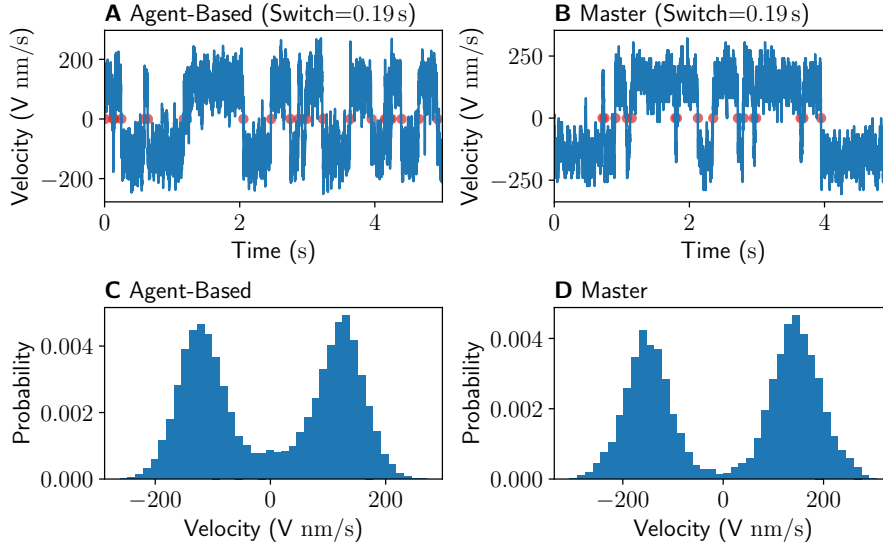 A Agent-Based (Switch=0.19 s)
Velocity (V nm/s)
200
0
−200
0
2
4
Time (s)
B Master (Switch=0.19 s)
Velocity (V nm/s)
250
0
−250
0
2
4
Time (s)
C Agent-Based
Probability
0.004
0.002
0.000
−200
0
200
Velocity (V nm/s)
D Master
Probability
0.004
0.002
0.000
−200
0
200
Velocity (V nm/s)